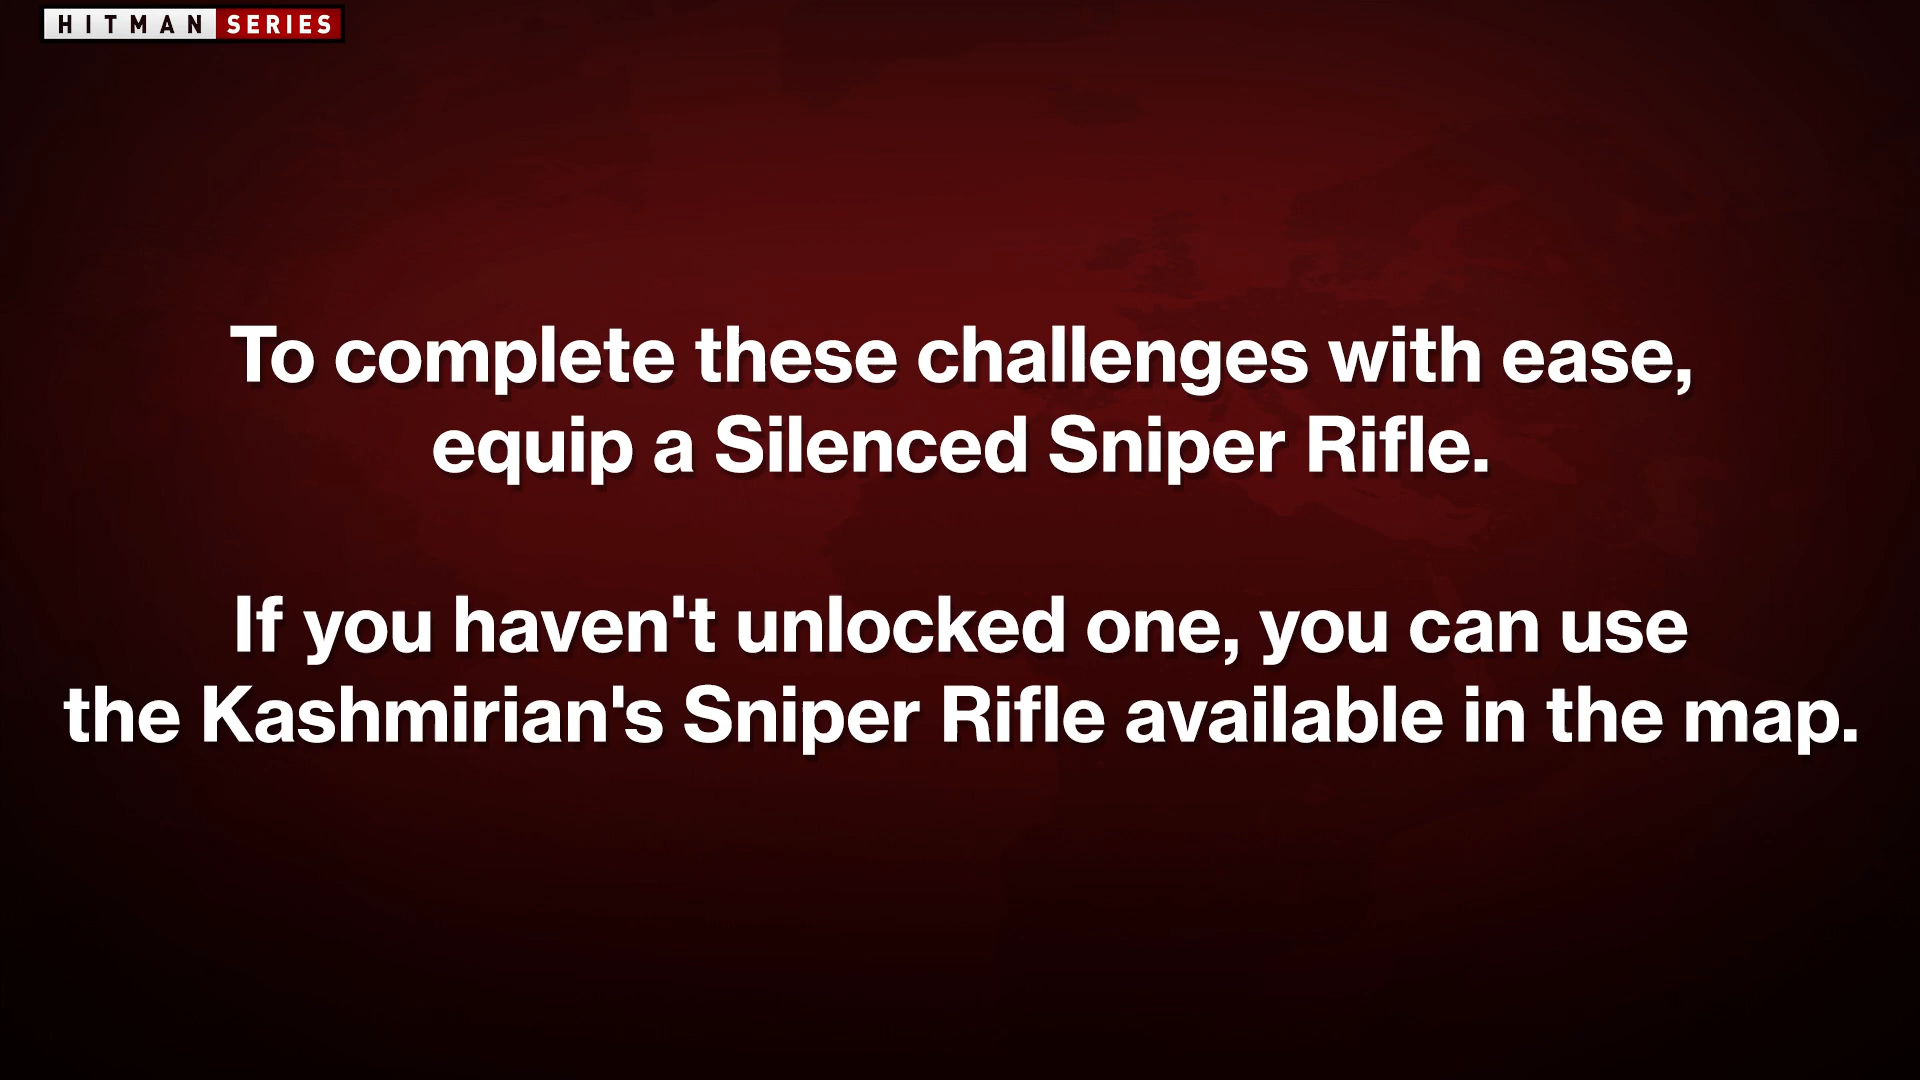 HITMAN SERIES
To complete these challenges with ease,
equip a Silenced Sniper Rifle.
If you haven't unlocked one, you can use
the Kashmirian's Sniper Rifle available in the map.